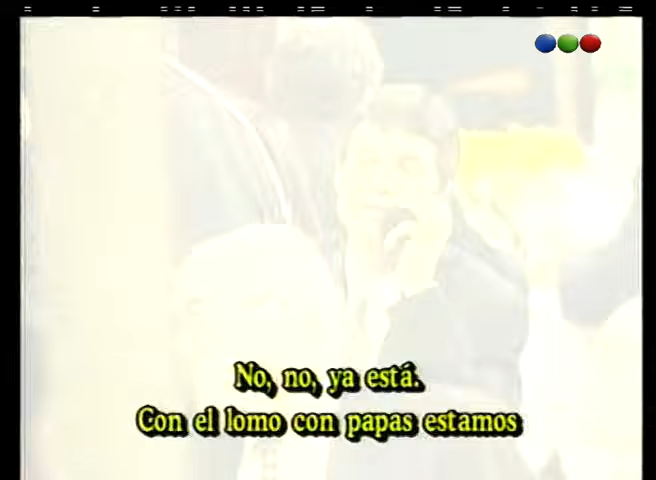 No, no, ya está.
Con el lomo con papas estamos